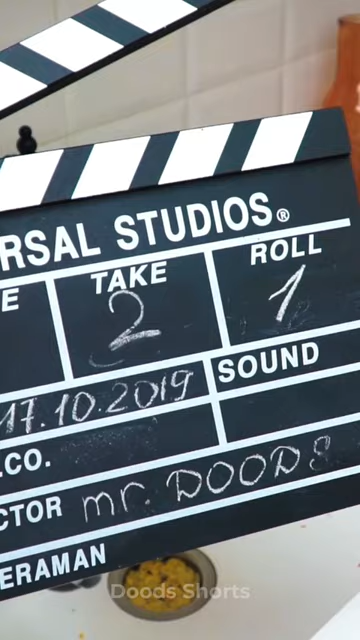 RSAL STUDIOS®
E TAKE ROLL
2 1
17.10.2019 SOUND
.CO.
CTOR mr. DOODS
ERAMAN
Doods Shorts